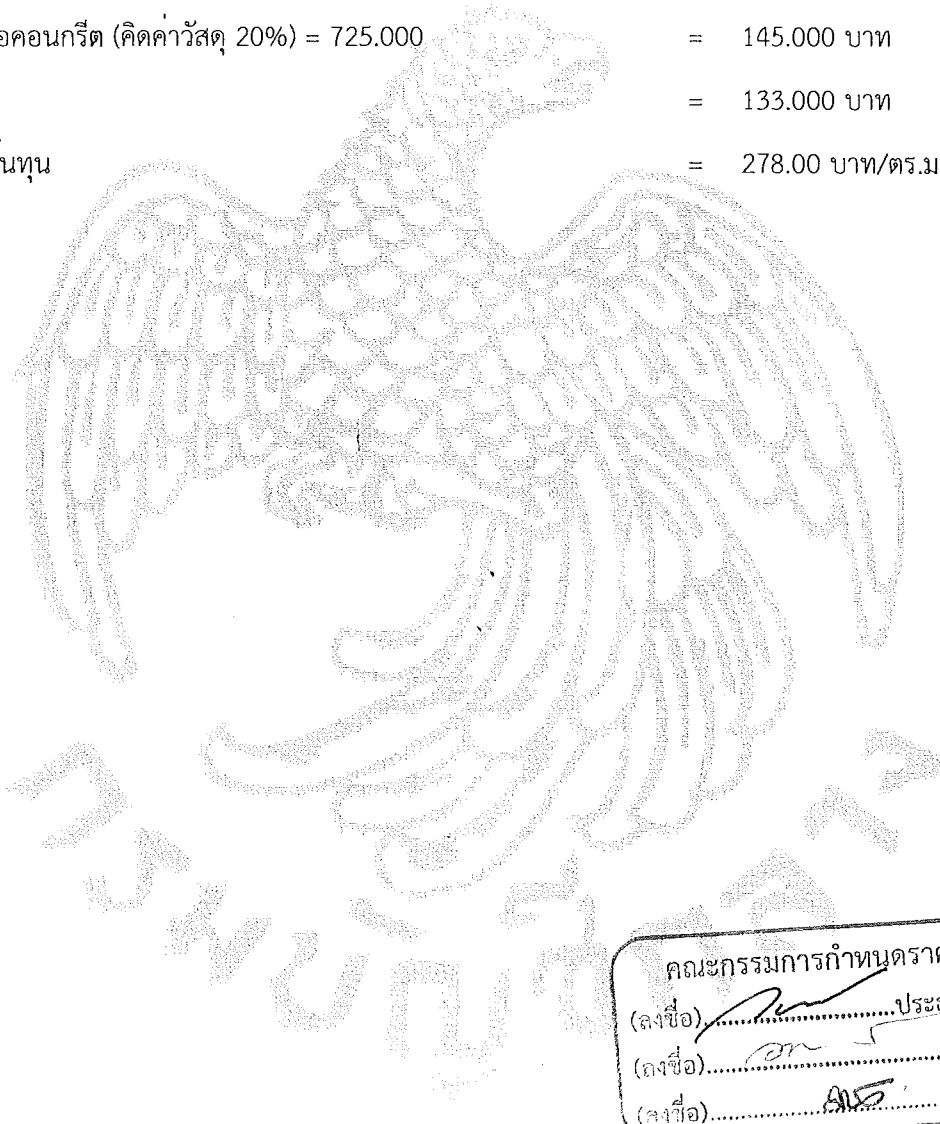 อคอนกรีต (คิดค่าวัสดุ 20%) = 725.000 = 145.000 บาท
= 133.000 บาท
นทุน = 278.00 บาท/ตร.ม
คณะกรรมการกำหนดรา
(ลงชื่อ)....................ประ
(ลงชื่อ)....................
(ลงชื่อ)....................